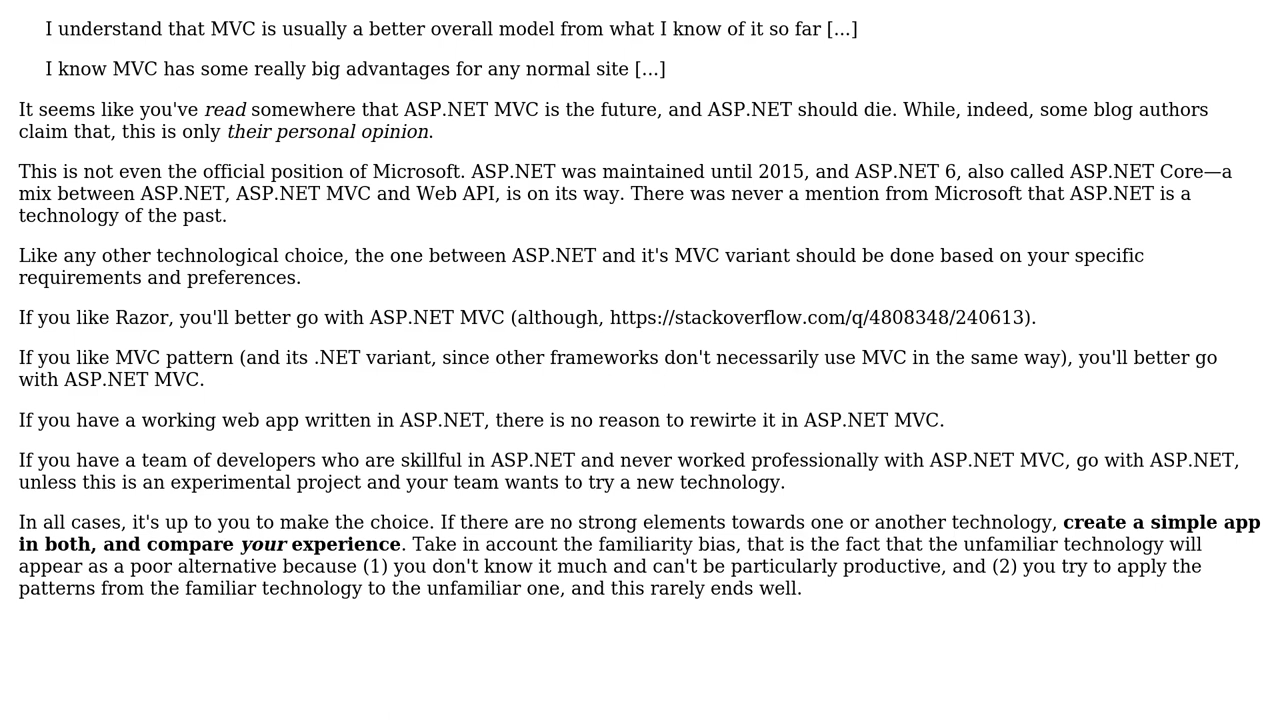 I understand that MVC is usually a better overall model from what I know of it so far [...]
I know MVC has some really big advantages for any normal site [...]
It seems like you've read somewhere that ASP.NET MVC is the future, and ASP.NET should die. While, indeed, some blog authors
claim that, this is only their personal opinion.
This is not even the official position of Microsoft. ASP.NET was maintained until 2015, and ASP.NET 6, also called ASP.NET Core—a
mix between ASP.NET, ASP.NET MVC and Web API, is on its way. There was never a mention from Microsoft that ASP.NET is a
technology of the past.
Like any other technological choice, the one between ASP.NET and it's MVC variant should be done based on your specific
requirements and preferences.
If you like Razor, you'll better go with ASP.NET MVC (although, https://stackoverflow.com/q/4808348/240613).
If you like MVC pattern (and its .NET variant, since other frameworks don't necessarily use MVC in the same way), you'll better go
with ASP.NET MVC.
If you have a working web app written in ASP.NET, there is no reason to rewirte it in ASP.NET MVC.
If you have a team of developers who are skillful in ASP.NET and never worked professionally with ASP.NET MVC, go with ASP.NET,
unless this is an experimental project and your team wants to try a new technology.
In all cases, it's up to you to make the choice. If there are no strong elements towards one or another technology, create a simple app
in both, and compare your experience. Take in account the familiarity bias, that is the fact that the unfamiliar technology will
appear as a poor alternative because (1) you don't know it much and can't be particularly productive, and (2) you try to apply the
patterns from the familiar technology to the unfamiliar one, and this rarely ends well.